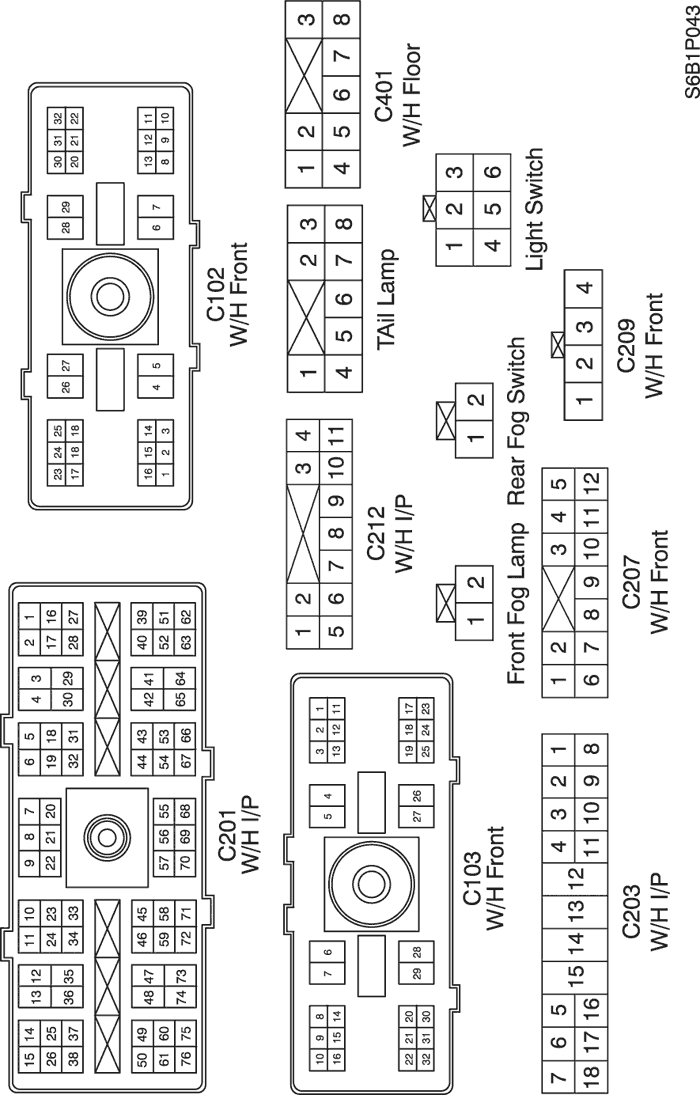 15 14 13 12 11 10 9 8 7 6 5 4 3 2 1
26 25 24 23 22 21 20 19 18 17 16
38 37 36 35 34 33 32 31 30 29 28 27
50 49 48 47 46 45 44 43 42 41 40 39
61 60 59 58 57 56 55 54 53 52 51
76 75 74 73 72 71 70 69 68 67 66 65 64 63 62
C201
W/H I/P
23 24 25 26 27 28 29 30 31 32
17 18 18 20 21 22
16 15 14 4 5 6 7 13 12 11
1 2 3 8 9 10
C102
W/H Front
10 9 8 7 6 5 4 3 2 1
16 15 14 13 12 11
22 21 20 29 28 27 26 19 18 17
32 31 30 25 24 23
C103
W/H Front
1 2 3 4
5 6 7 8 9 10 11
C212
W/H I/P
1 2 3
4 5 6 7 8
TAil Lamp
1 2 3
4 5 6 7 8
C401
W/H Floor
1 2
Front Fog Lamp
1 2
Rear Fog Switch
1 2 3
4 5 6
Light Switch
7 6 5 15 14 13 12 4 3 2 1
18 17 16 11 10 9 8
C203
W/H I/P
1 2 3 4 5
6 7 8 9 10 11 12
C207
W/H Front
1 2 3 4
C209
W/H Front
S6B1P043